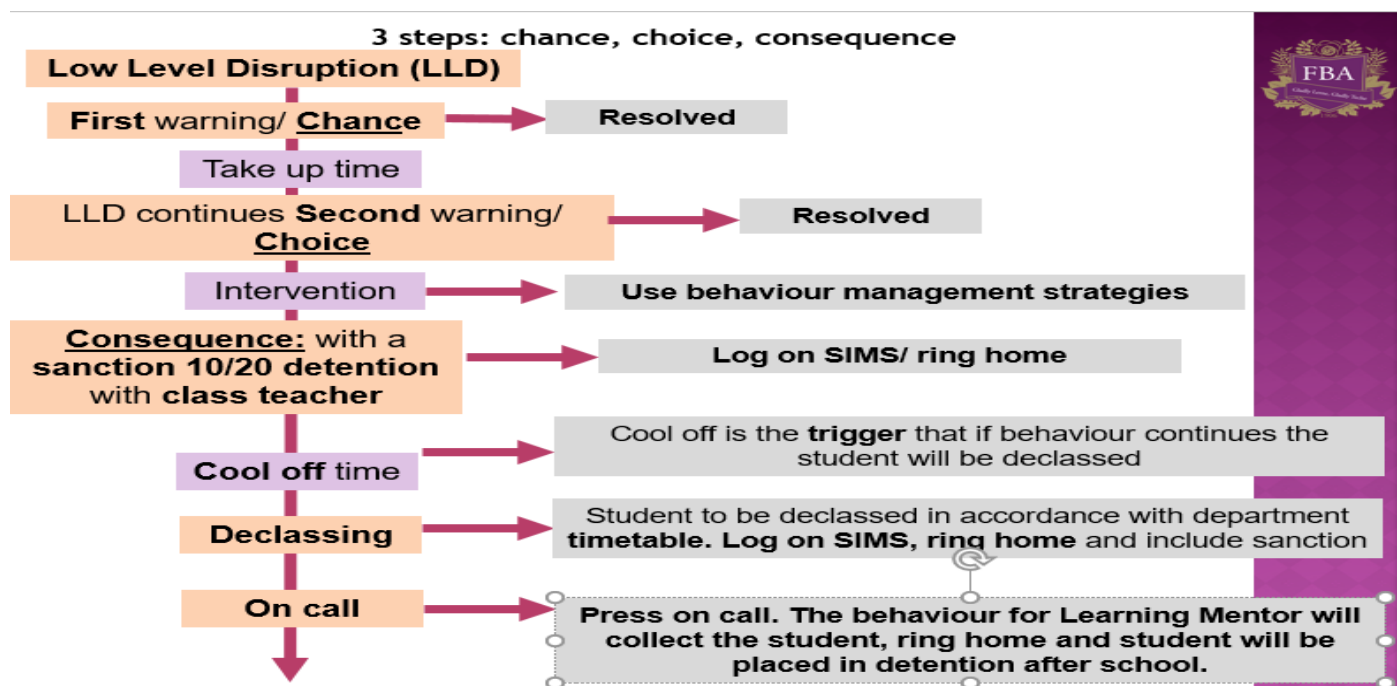 3 steps: chance, choice, consequence
Low Level Disruption (LLD)
FBA
First warning/ Chance
Resolved
Take up time
LLD continues Second warning/
Choice
Resolved
Intervention
Use behaviour management strategies
Consequence: with a
sanction 10/20 detention
with class teacher
Log on SIMS/ ring home
Cool off time
Cool off is the trigger that if behaviour continues the
student will be declassed
Declassing
Student to be declassed in accordance with department
timetable. Log on SIMS, ring home and include sanction
On call
Press on call. The behaviour for Learning Mentor will
collect the student, ring home and student will be
placed in detention after school.